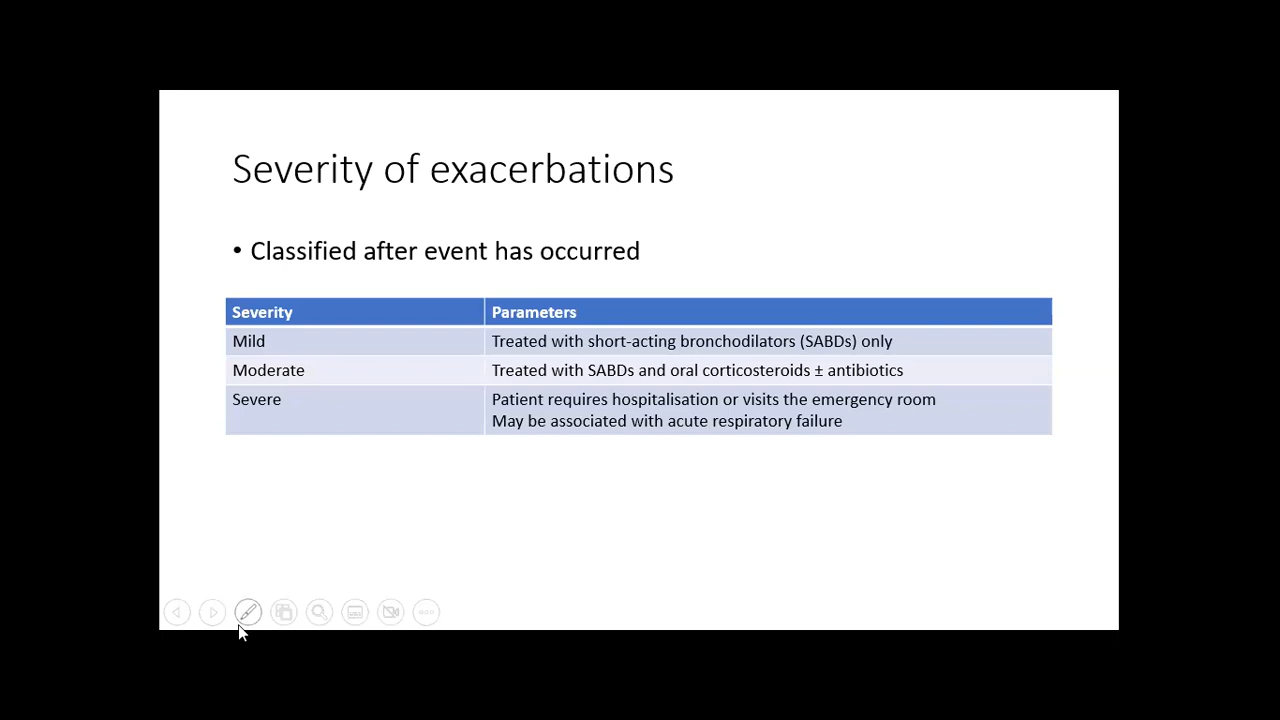 Severity of exacerbations
• Classified after event has occurred
Severity Parameters
Mild Treated with short-acting bronchodilators (SABDs) only
Moderate Treated with SABDs and oral corticosteroids ± antibiotics
Severe Patient requires hospitalisation or visits the emergency room
May be associated with acute respiratory failure